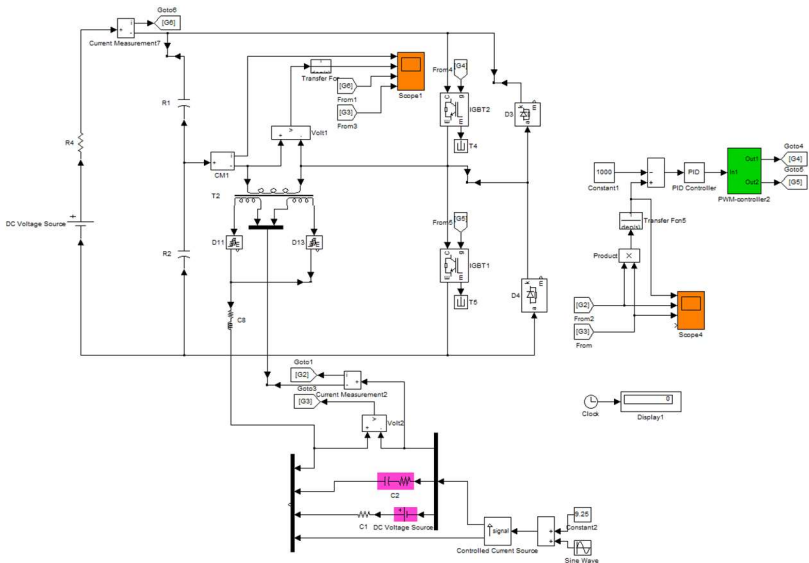 Goto6
[G6]
i
+
-
Current Measurement7
From4
[G4]
Transfer Fcn
[G6]
From1
[G3]
From3
Scope1
R1
v
+ -
Volt1
C
g
E
m
IGBT2
m
D3
a
T4
R4
+
i
-
CM1
Goto4
[G4]
Goto5
[G5]
1000
Constant1
-
+
PID
PID Controller
In1
Out1
Out2
PWM-controller2
T2
DC Voltage Source
+
D11
D13
[G5]
From5
den(s)
Transfer Fcn5
R2
C
g
E
m
IGBT1
Product
×
T5
m
D4
a
[G2]
From2
[G3]
From
Scope4
C8
Goto1
[G2]
Goto3
[G3]
i
+
-
Current Measurement2
v
+ -
Volt2
Clock
0
Display1
C2
C1
+
DC Voltage Source
signal
Controlled Current Source
+
+
9.25
Constant2
Sine Wave